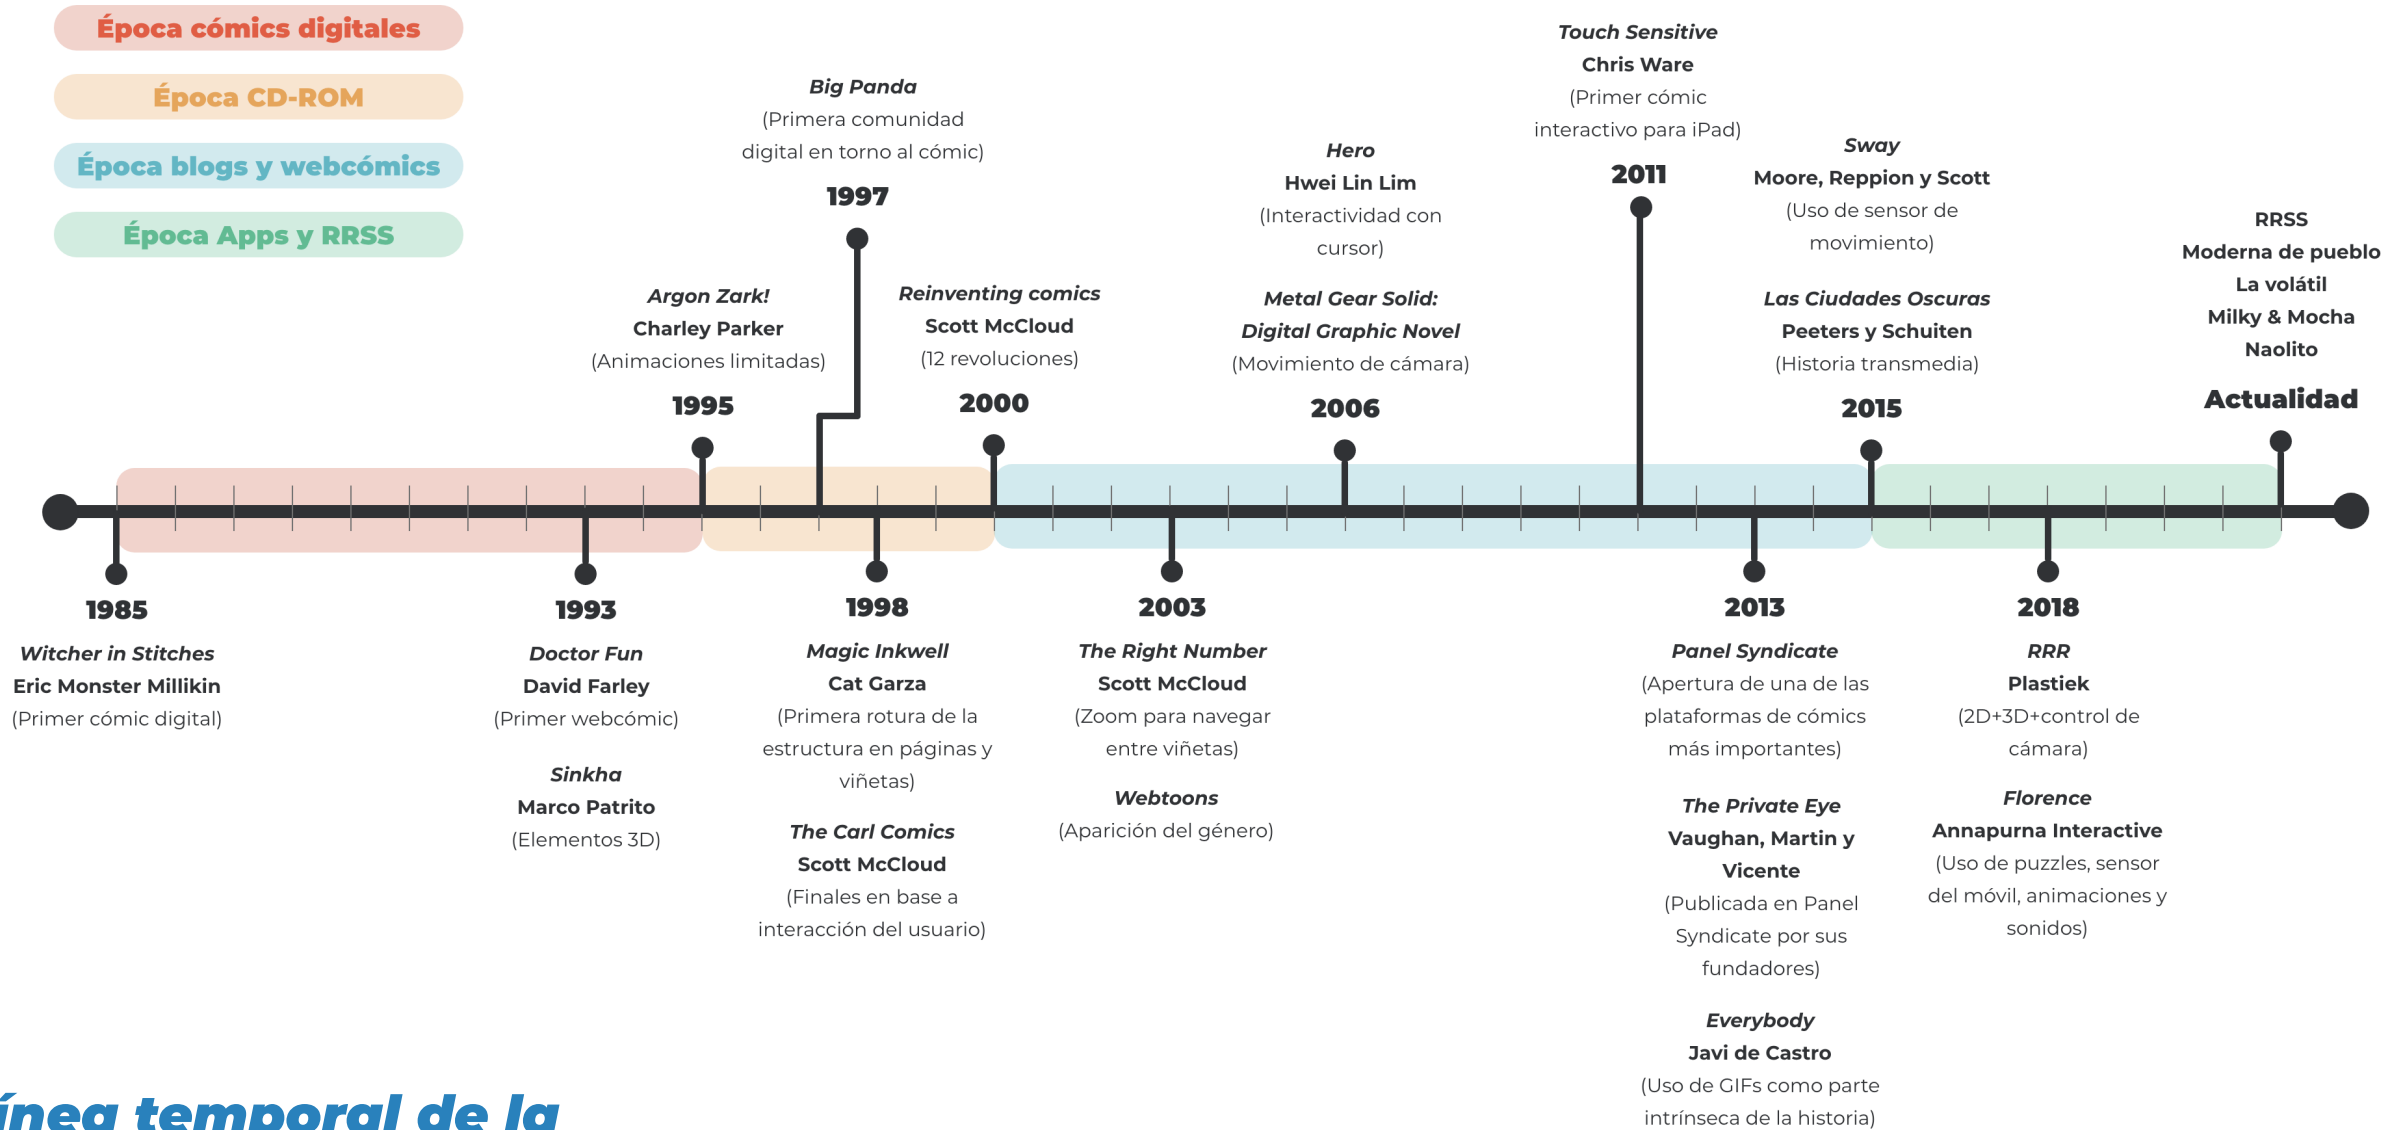 Época cómics digitales
Época CD-ROM
Época blogs y webcómics
Época Apps y RRSS
Argon Zark!
Charley Parker
(Animaciones limitadas)
1995
Big Panda
(Primera comunidad
digital en torno al cómic)
1997
Reinventing comics
Scott McCloud
(12 revoluciones)
2000
Hero
Hwei Lin Lim
(Interactividad con
cursor)
Metal Gear Solid:
Digital Graphic Novel
(Movimiento de cámara)
2006
Touch Sensitive
Chris Ware
(Primer cómic
interactivo para iPad)
2011
Sway
Moore, Reppion y Scott
(Uso de sensor de
movimiento)
Las Ciudades Oscuras
Peeters y Schuiten
(Historia transmedia)
2015
RRSS
Moderna de pueblo
La volátil
Milky & Mocha
Naolito
Actualidad
1985
Witcher in Stitches
Eric Monster Millikin
(Primer cómic digital)
1993
Doctor Fun
David Farley
(Primer webcómic)
Sinkha
Marco Patrito
(Elementos 3D)
1998
Magic Inkwell
Cat Garza
(Primera rotura de la
estructura en páginas y
viñetas)
The Carl Comics
Scott McCloud
(Finales en base a
interacción del usuario)
2003
The Right Number
Scott McCloud
(Zoom para navegar
entre viñetas)
Webtoons
(Aparición del género)
2013
Panel Syndicate
(Apertura de una de las
plataformas de cómics
más importantes)
The Private Eye
Vaughan, Martin y
Vicente
(Publicada en Panel
Syndicate por sus
fundadores)
Everybody
Javi de Castro
(Uso de GIFs como parte
intrínseca de la historia)
2018
RRR
Plastiek
(2D+3D+control de
cámara)
Florence
Annapurna Interactive
(Uso de puzzles, sensor
del móvil, animaciones y
sonidos)
ínea temporal de la